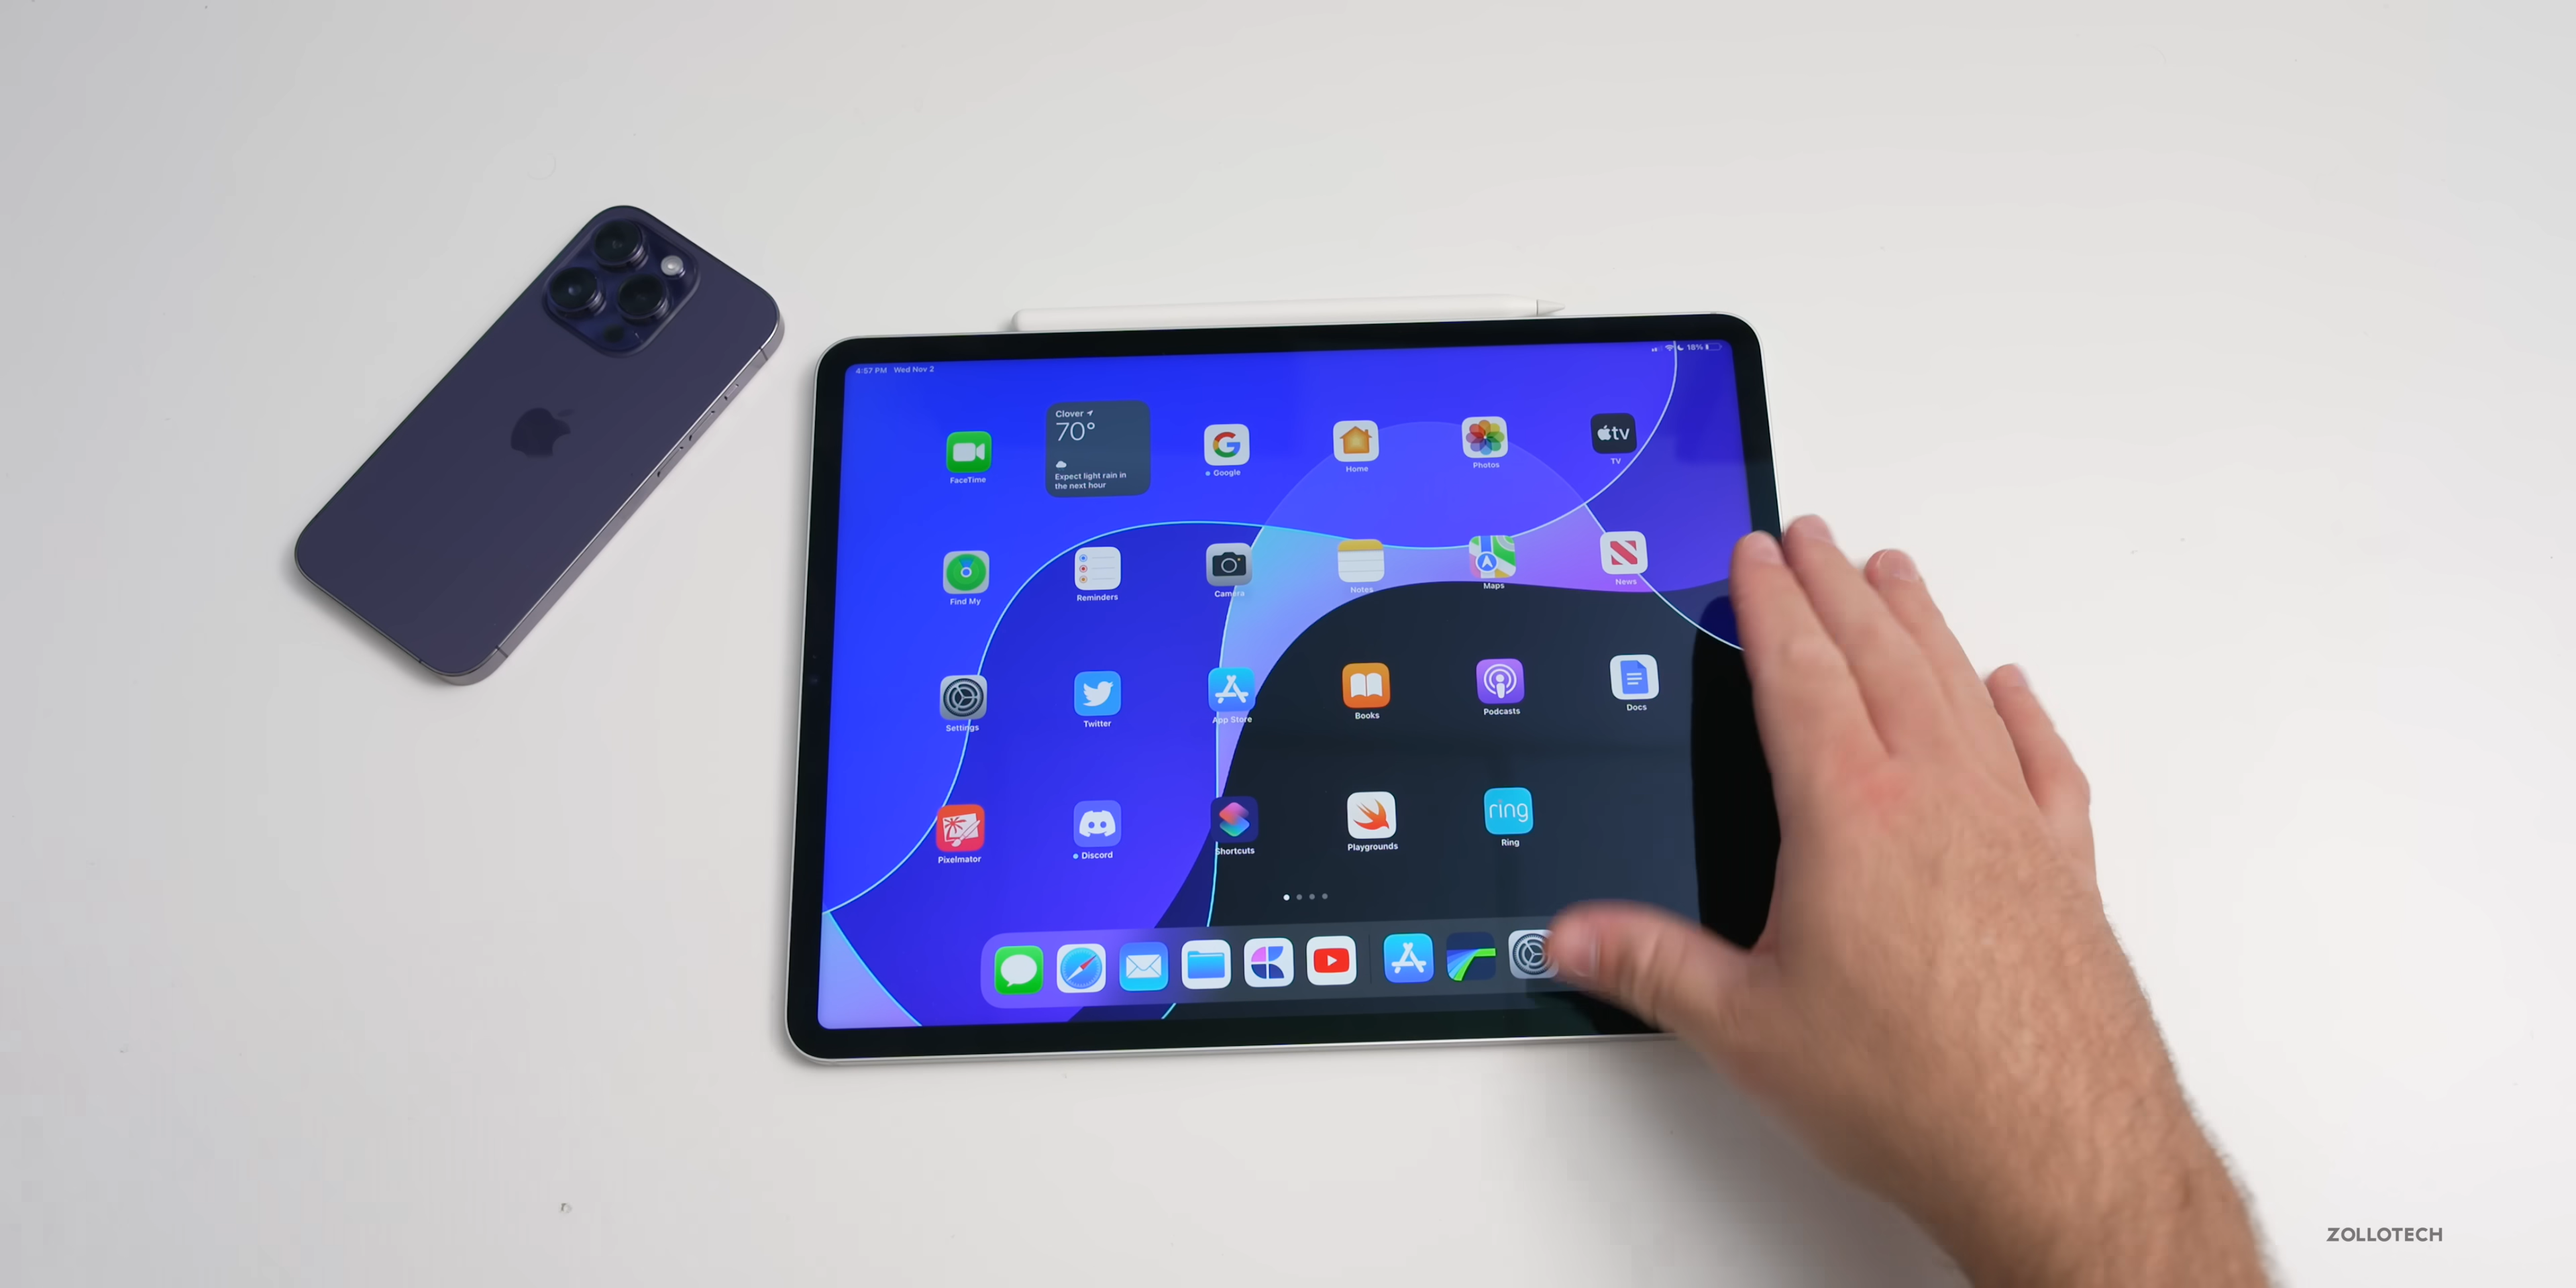 4:57 PM Wed Nov 2
18%
Clover
70°
Expect light rain in
the next hour
FaceTime
Google
Home
Photos
tv
TV
Find My
Reminders
Camera
Notes
Maps
News
Settings
Twitter
App Store
Books
Podcasts
Docs
Pixelmator
Discord
Shortcuts
Playgrounds
ring
Ring
ZOLLOTECH